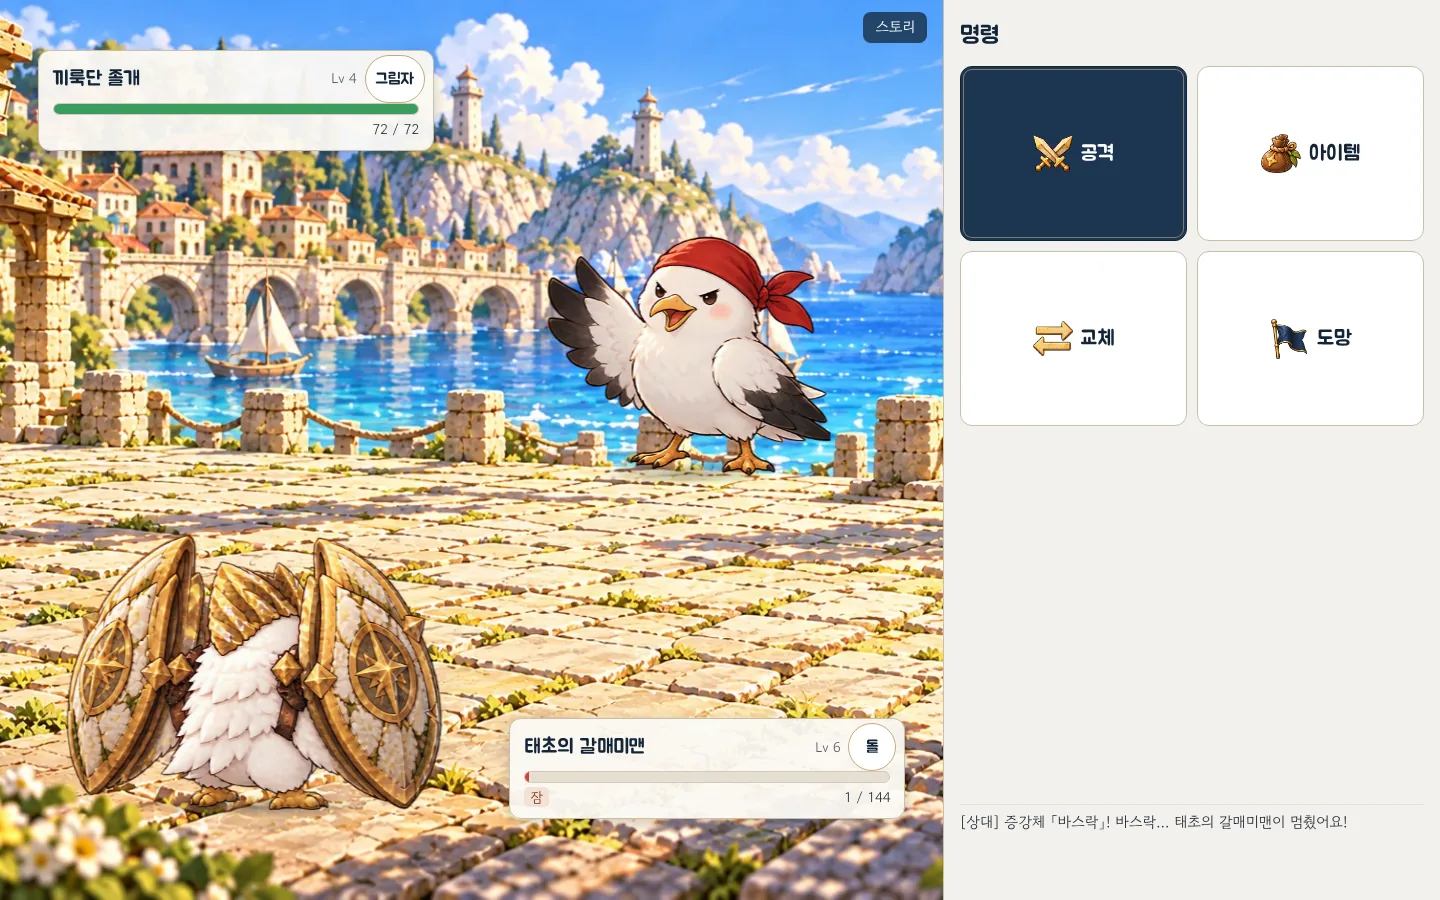 스토리
끼룩단 졸개
Lv 4
그림자
72 / 72
태초의 갈매미맨
Lv 6
돌
잠
1 / 144
명령
공격
아이템
교체
도망
[상대] 증강체 「바스락」! 바스락... 태초의 갈매미맨이 멈췄어요!